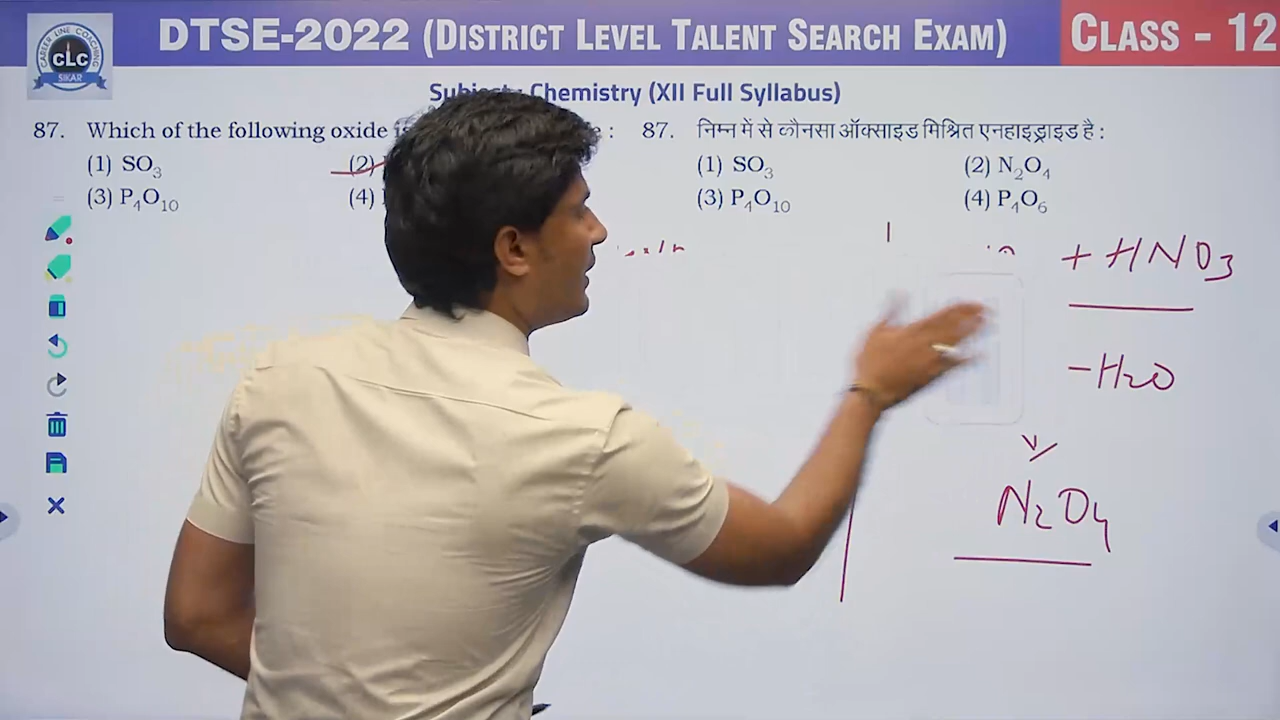 DTSE-2022 (DISTRICT LEVEL TALENT SEARCH EXAM)
CLASS - 12
CAREER LINE COACHING
CLC
SIKAR
Subject: Chemistry (XII Full Syllabus)
87. Which of the following oxide
(1) SO₃ (2)
(3) P₄O₁₀ (4)
87. निम्न में से कौनसा ऑक्साइड मिश्रित एनहाइड्राइड है :
(1) SO₃ (2) N₂O₄
(3) P₄O₁₀ (4) P₄O₆
+ HNO₃
-H₂O
N₂O₄